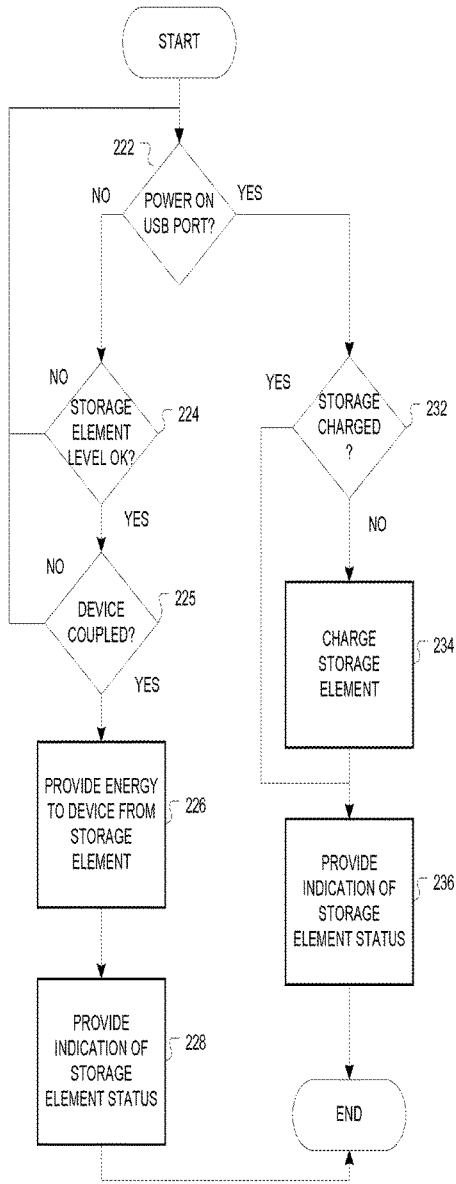 START
222
NO
YES
POWER ON
USB PORT?
NO
STORAGE
ELEMENT
LEVEL OK?
224
YES
YES
STORAGE
CHARGED
?
232
NO
NO
DEVICE
COUPLED?
225
YES
CHARGE
STORAGE
ELEMENT
234
PROVIDE ENERGY
TO DEVICE FROM
STORAGE
ELEMENT
226
PROVIDE
INDICATION OF
STORAGE
ELEMENT STATUS
236
PROVIDE
INDICATION OF
STORAGE
ELEMENT STATUS
228
END